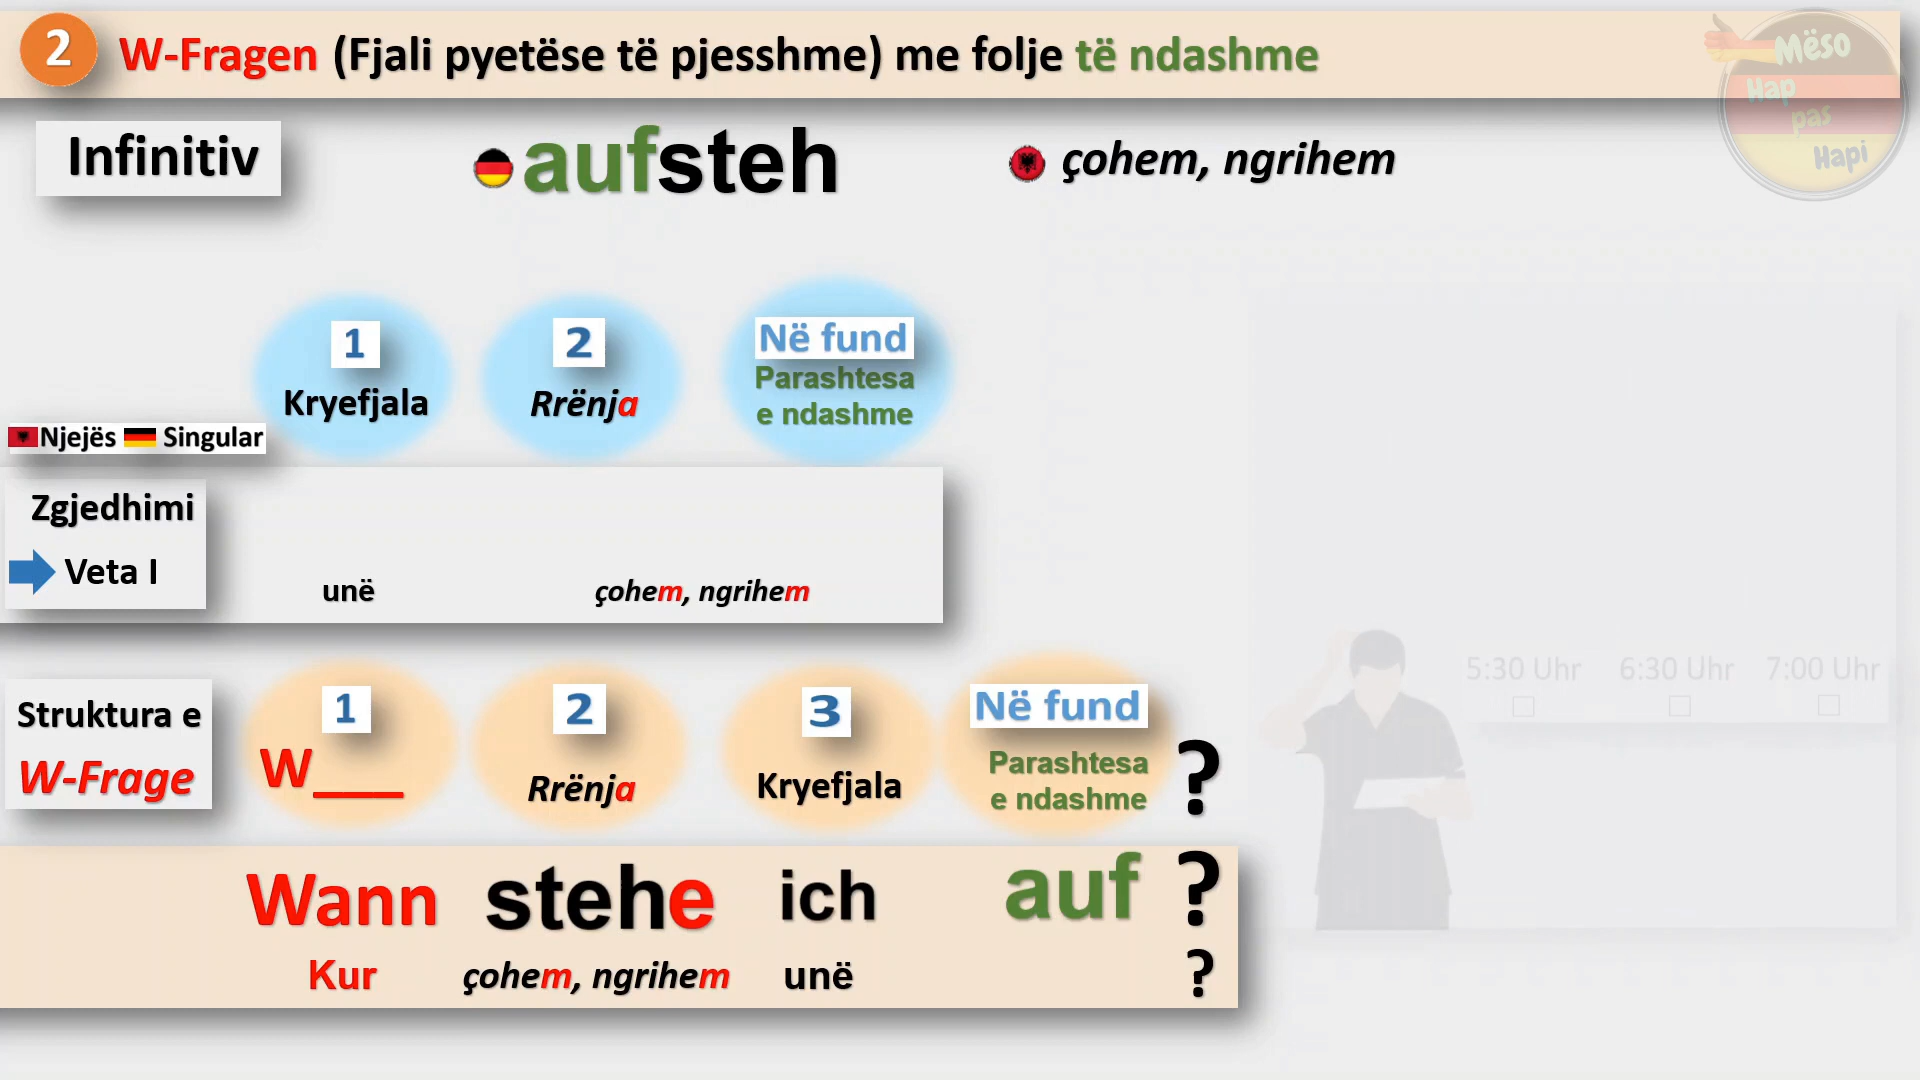 2 W-Fragen (Fjali pyetëse të pjesshme) me folje të ndashme
Mëso
Hap
pas
Hapi
Infinitiv
aufsteh
çohem, ngrihem
1
2
Në fund
Kryefjala
Rrënja
Parashtesa
e ndashme
Njejës Singular
Zgjedhimi
Veta I
unë
çohem, ngrihem
5:30 Uhr 6:30 Uhr 7:00 Uhr
Struktura e
W-Frage
1
2
3
Në fund
W___
Rrënja
Kryefjala
Parashtesa
e ndashme
?
Wann stehe ich auf ?
Kur çohem, ngrihem unë ?